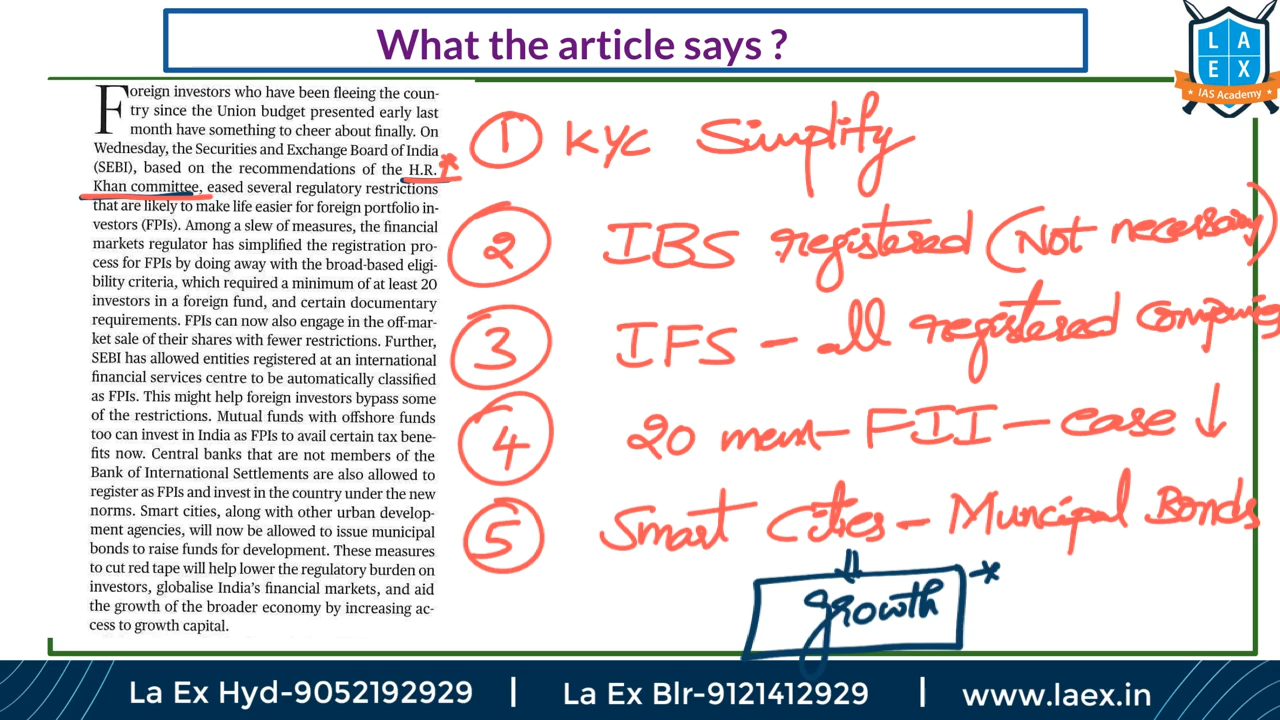 What the article says ?
L A
E X
IAS Academy
Foreign investors who have been fleeing the coun-
try since the Union budget presented early last
month have something to cheer about finally. On
Wednesday, the Securities and Exchange Board of India
(SEBI), based on the recommendations of the H.R.
Khan committee, eased several regulatory restrictions
that are likely to make life easier for foreign portfolio in-
vestors (FPIs). Among a slew of measures, the financial
markets regulator has simplified the registration pro-
cess for FPIs by doing away with the broad-based eligi-
bility criteria, which required a minimum of at least 20
investors in a foreign fund, and certain documentary
requirements. FPIs can now also engage in the off-mar-
ket sale of their shares with fewer restrictions. Further,
SEBI has allowed entities registered at an international
financial services centre to be automatically classified
as FPIs. This might help foreign investors bypass some
of the restrictions. Mutual funds with offshore funds
too can invest in India as FPIs to avail certain tax bene-
fits now. Central banks that are not members of the
Bank of International Settlements are also allowed to
register as FPIs and invest in the country under the new
norms. Smart cities, along with other urban develop-
ment agencies, will now be allowed to issue municipal
bonds to raise funds for development. These measures
to cut red tape will help lower the regulatory burden on
investors, globalise India's financial markets, and aid
the growth of the broader economy by increasing ac-
cess to growth capital.
1 KYC Simplify
2 IBS registered (Not necessary)
3 IFS - all registered Companies
4 20 mem - FII - ease ↓
5 Smart Cities - Muncipal Bonds
growth
La Ex Hyd-9052192929 | La Ex Blr-9121412929 | www.laex.in